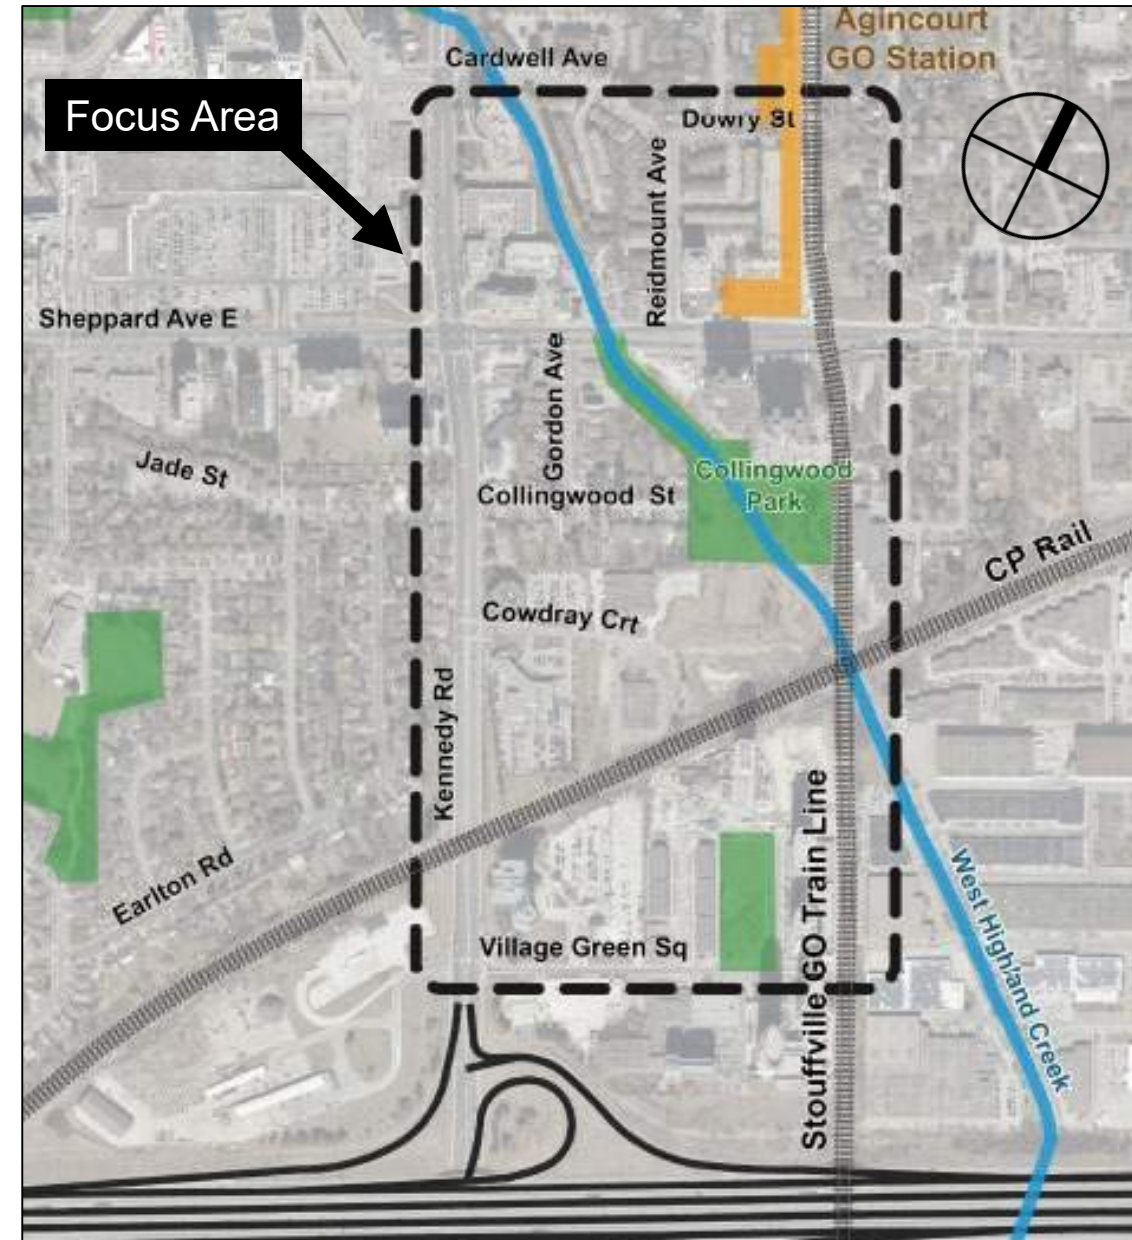 Agincourt
GO Station
Cardwell Ave
Focus Area
Dowry St
Reidmount Ave
Sheppard Ave E
Gordon Ave
Jade St
Collingwood St
Collingwood
Park
CP Rail
Cowdray Crt
Kennedy Rd
Earlton Rd
Stouffville GO Train Line
West Highland Creek
Village Green Sq